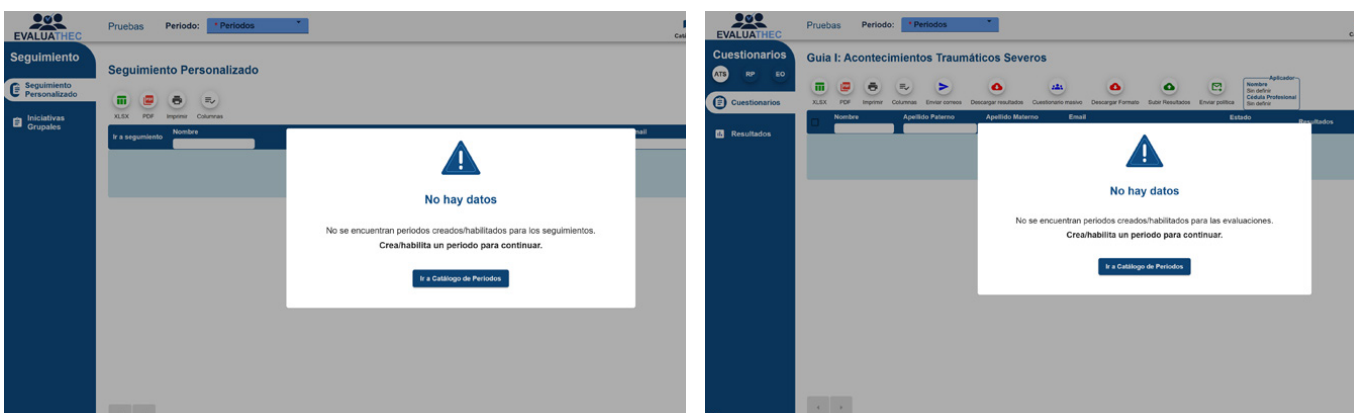 EVALUATHEC
Pruebas Periodo: * Periodos
Seguimiento
Seguimiento Personalizado
Seguimiento
Personalizado
Iniciativas
Grupales
XLSX PDF Imprimir Columnas
Ir a segumiento Nombre
No hay datos
No se encuentran periodos creados/habilitados para los seguimientos.
Crea/habilita un periodo para continuar.
Ir a Catálogo de Periodos
EVALUATHEC
Pruebas Periodo: * Periodos
Cuestionarios
ATS RP EO
Cuestionarios
Resultados
Guia I: Acontecimientos Traumáticos Severos
XLSX PDF Imprimir Columnas Enviar correos Descargar resultados Cuestionario masivo Descargar Formato Subir Resultados Enviar política
Aplicador
Nombre
Sin definir
Cédula Profesional
Sin definir
Nombre Apellido Paterno Apellido Materno Email Estado Resultados
No hay datos
No se encuentran periodos creados/habilitados para las evaluaciones.
Crea/habilita un periodo para continuar.
Ir a Catálogo de Periodos